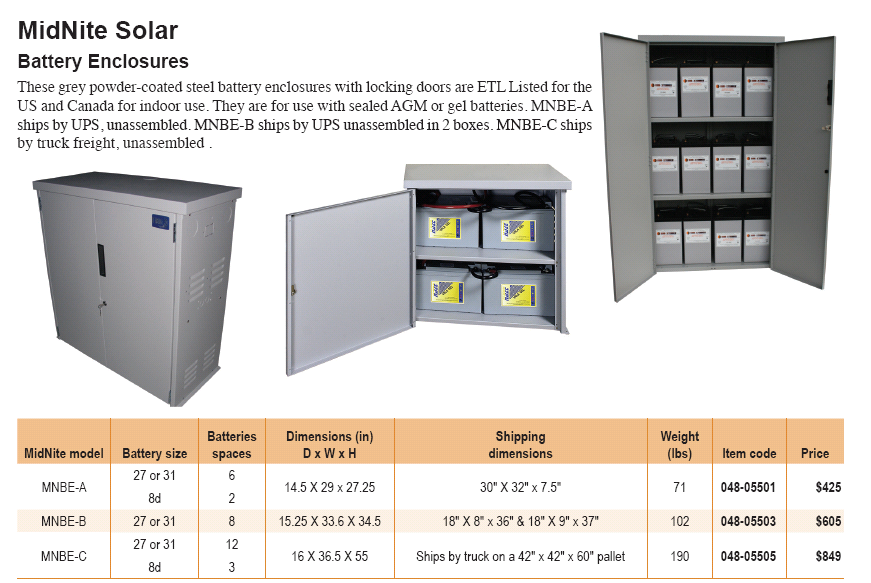 MidNite Solar
Battery Enclosures
These grey powder-coated steel battery enclosures with locking doors are ETL Listed for the
US and Canada for indoor use. They are for use with sealed AGM or gel batteries. MNBE-A
ships by UPS, unassembled. MNBE-B ships by UPS unassembled in 2 boxes. MNBE-C ships
by truck freight, unassembled .
MidNite model Battery size Batteries spaces Dimensions (in) D x W x H Shipping dimensions Weight (lbs) Item code Price
MNBE-A 27 or 31 6 14.5 X 29 x 27.25 30" X 32" x 7.5" 71 048-05501 $425
8d 2
MNBE-B 27 or 31 8 15.25 X 33.6 X 34.5 18" X 8" x 36" & 18" X 9" x 37" 102 048-05503 $605
MNBE-C 27 or 31 12 16 X 36.5 X 55 Ships by truck on a 42" x 42" x 60" pallet 190 048-05505 $849
8d 3